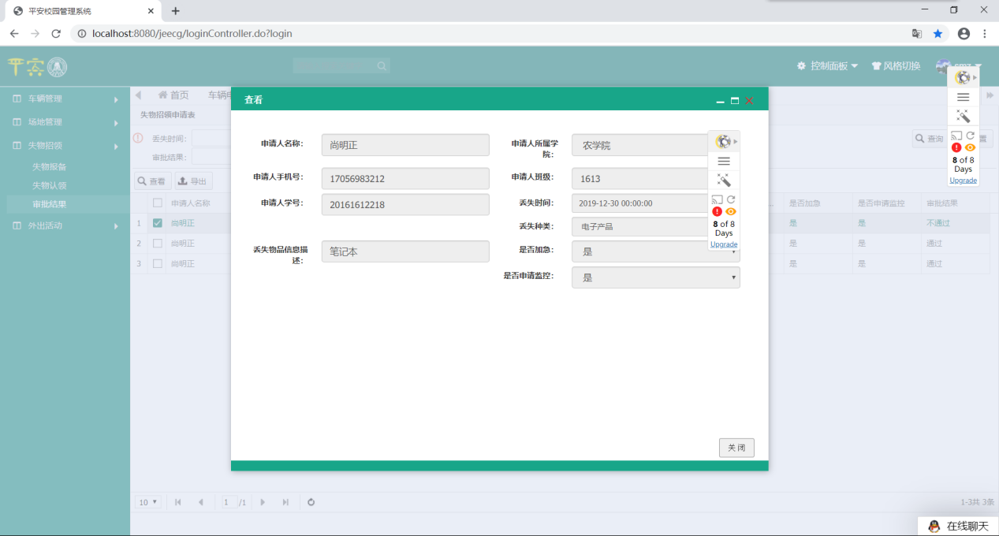 平安校园管理系统
localhost:8080/jeecg/loginController.do?login
平安
控制面板
风格切换
车辆管理
场地管理
失物招领
失物报备
失物认领
审批结果
外出活动
首页
失物招领申请表
丢失时间:
审批结果:
查询
置
查看
导出
申请人名称
是否加急
是否申请监控
审批结果
1 尚明正 是 是 不通过
2 尚明正 是 是 通过
3 尚明正 是 是 通过
查看
申请人名称: 尚明正
申请人所属学院: 农学院
申请人手机号: 17056983212
申请人班级: 1613
申请人学号: 20161612218
丢失时间: 2019-12-30 00:00:00
丢失种类: 电子产品
丢失物品信息描述: 笔记本
是否加急: 是
是否申请监控: 是
8 of 8
Days
Upgrade
8 of 8
Days
Upgrade
关 闭
10
1 /1
1-3共 3条
在线聊天